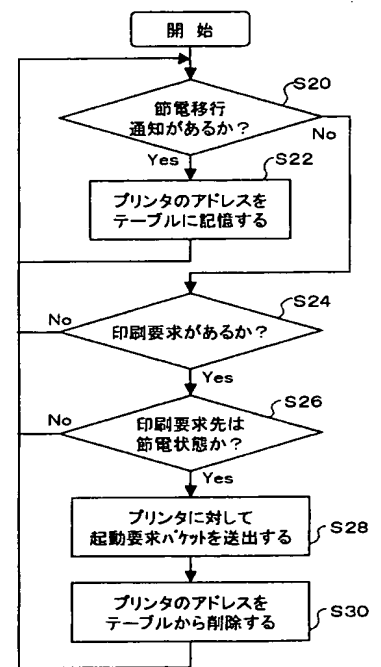 開 始
S20
節電移行
通知があるか?
No
Yes
S22
プリンタのアドレスを
テーブルに記憶する
S24
No
印刷要求があるか?
Yes
S26
No
印刷要求先は
節電状態か?
Yes
プリンタに対して
起動要求パケットを送出する
S28
プリンタのアドレスを
テーブルから削除する
S30